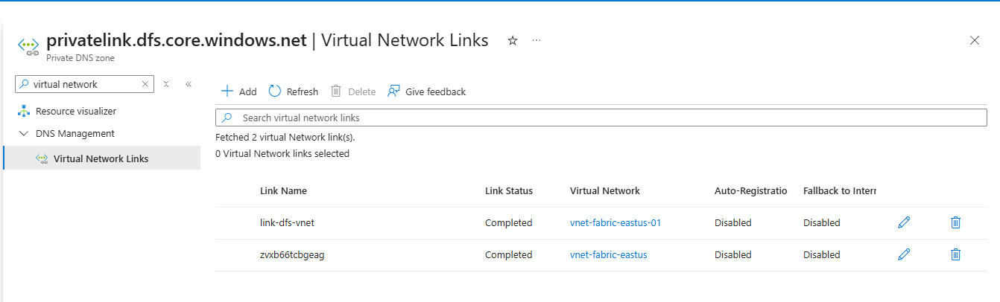 privatelink.dfs.core.windows.net | Virtual Network Links
Private DNS zone
virtual network
Resource visualizer
DNS Management
Virtual Network Links
Add Refresh Delete Give feedback
Search virtual network links
Fetched 2 virtual Network link(s).
0 Virtual Network links selected
Link Name Link Status Virtual Network Auto-Registratio Fallback to Intern
link-dfs-vnet Completed vnet-fabric-eastus-01 Disabled Disabled
zvxb66tcbgeag Completed vnet-fabric-eastus Disabled Disabled